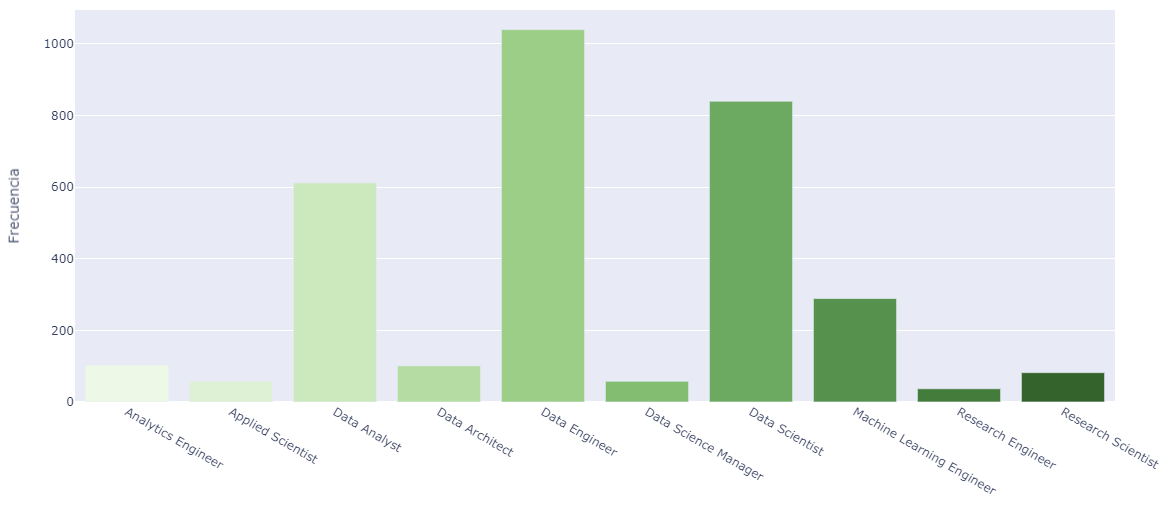 1000
800
600
400
200
0
Frecuencia
Analytics Engineer
Applied Scientist
Data Analyst
Data Architect
Data Engineer
Data Science Manager
Data Scientist
Machine Learning Engineer
Research Engineer
Research Scientist